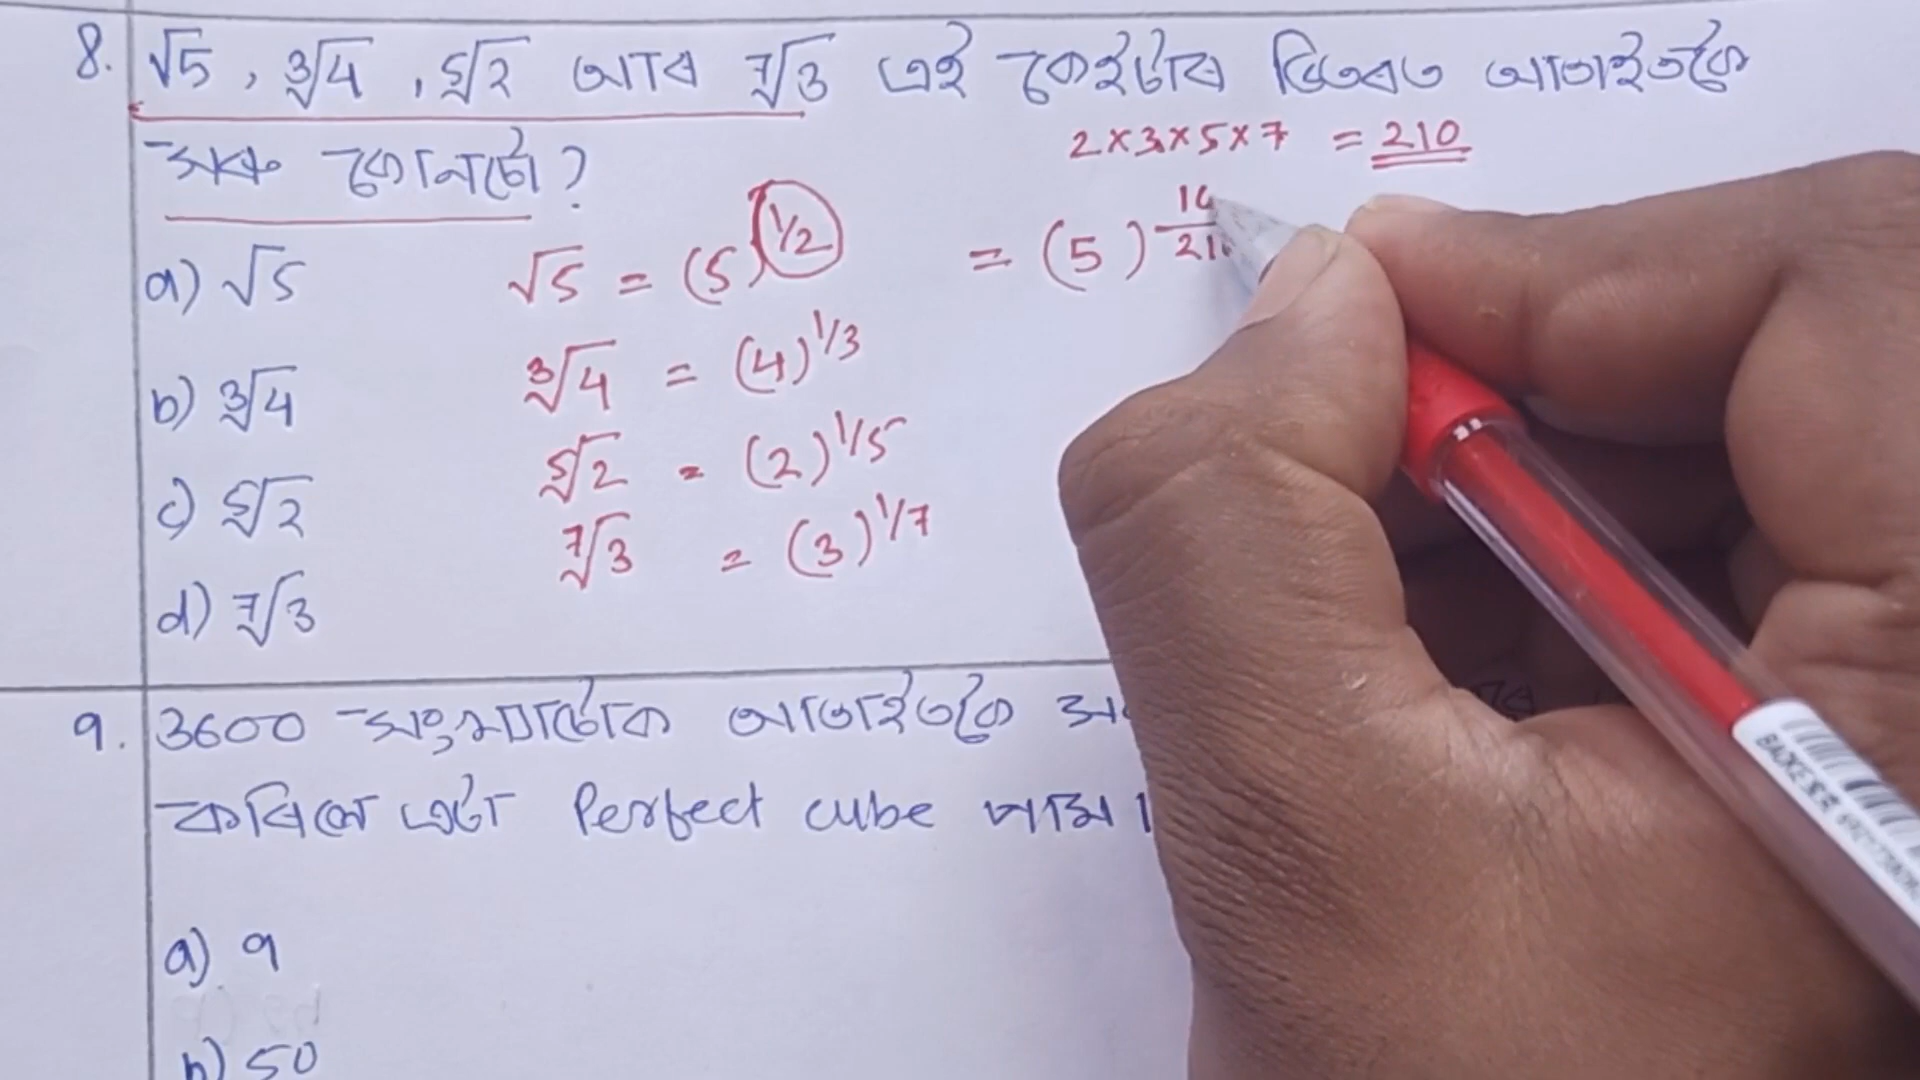 8. √5, ∛4, ⁵√2 আৰু ⁷√3 এই কেইটাৰ ভিতৰত আটাইতকৈ
সৰু কোনটো?
2×3×5×7 = 210
a) √5 √5 = (5)^1/2 = (5)
b) ∛4 ∛4 = (4)^1/3
c) ⁵√2 ⁵√2 = (2)^1/5
d) ⁷√3 ⁷√3 = (3)^1/7
9. 3600 সংখ্যাটোক আটাইতকৈ
কৰিলে এটা Perfect cube পাম।
a) 9
b) 50